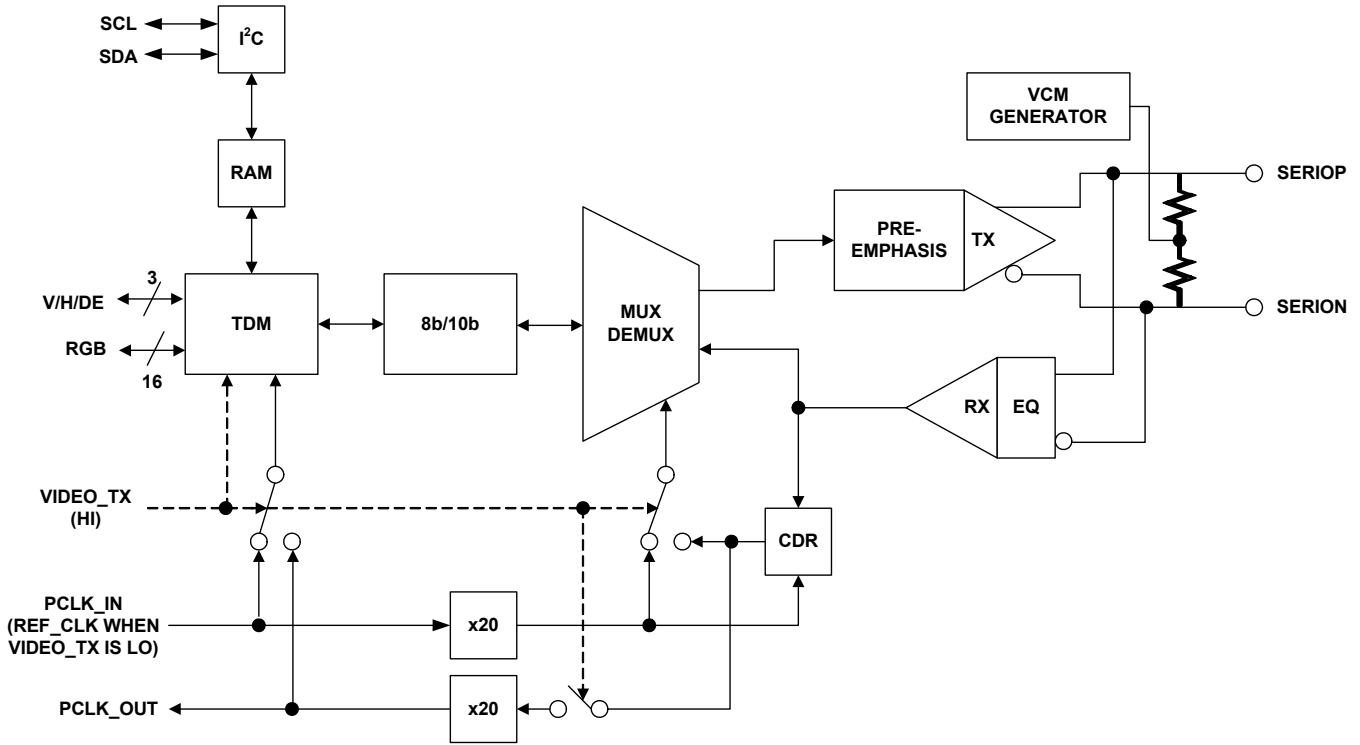 SCL
SDA
I²C
RAM
VCM
GENERATOR
SERIOP
SERION
PRE-
EMPHASIS
TX
3
V/H/DE
RGB
16
TDM
8b/10b
MUX
DEMUX
RX
EQ
VIDEO_TX
(HI)
CDR
PCLK_IN
(REF_CLK WHEN
VIDEO_TX IS LO)
x20
PCLK_OUT
x20